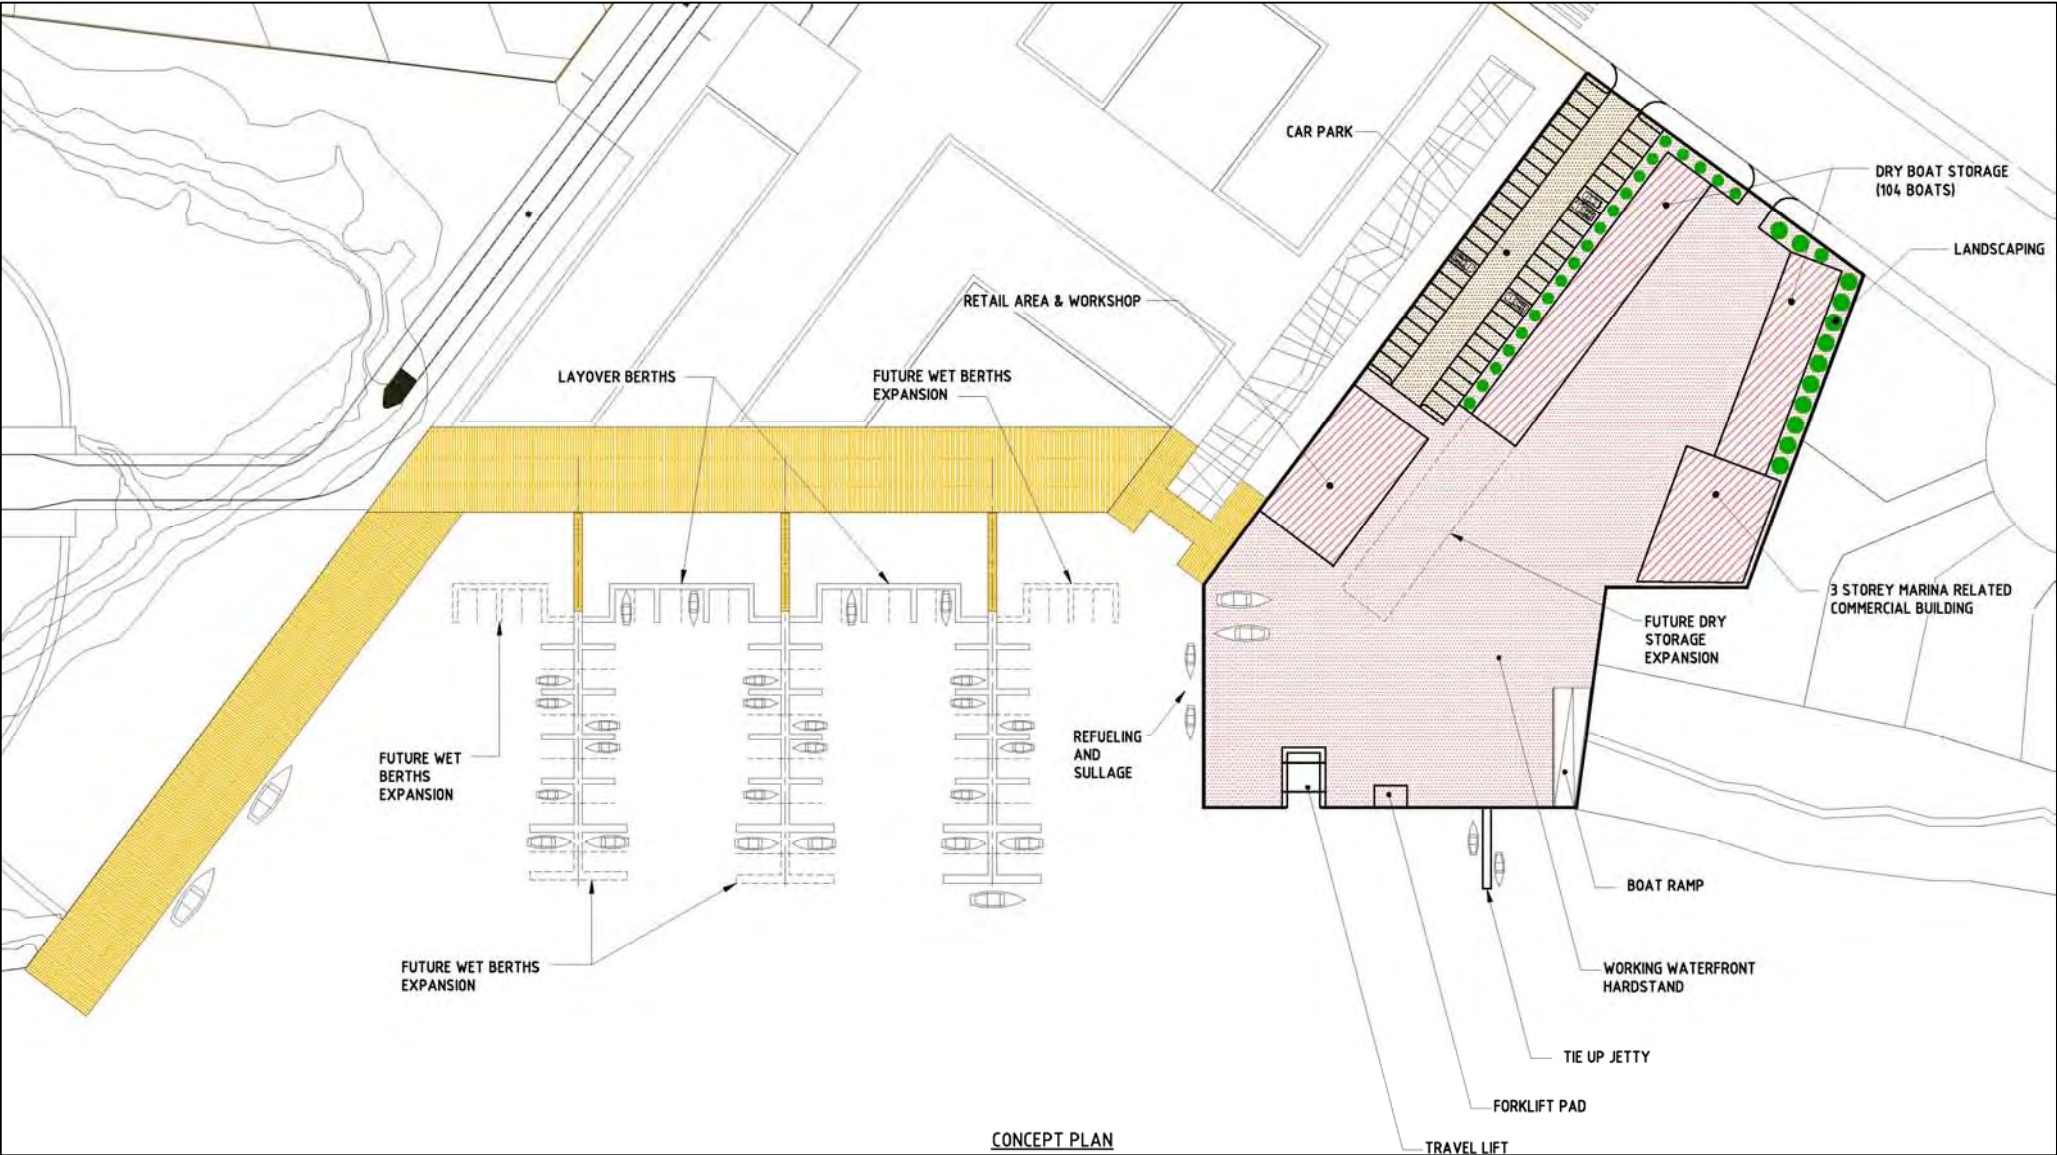 CAR PARK
DRY BOAT STORAGE
(104 BOATS)
LANDSCAPING
RETAIL AREA & WORKSHOP
LAYOVER BERTHS
FUTURE WET BERTHS
EXPANSION
3 STOREY MARINA RELATED
COMMERCIAL BUILDING
FUTURE DRY
STORAGE
EXPANSION
REFUELING
AND
SULLAGE
FUTURE WET
BERTHS
EXPANSION
BOAT RAMP
FUTURE WET BERTHS
EXPANSION
WORKING WATERFRONT
HARDSTAND
TIE UP JETTY
FORKLIFT PAD
CONCEPT PLAN
TRAVEL LIFT